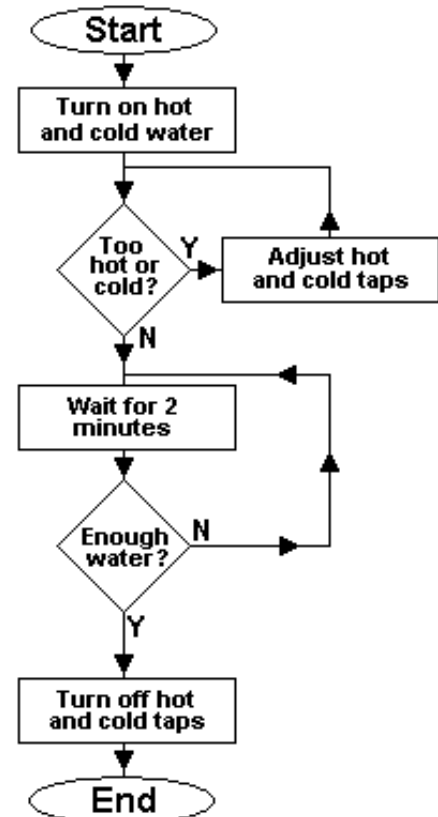 Start
Turn on hot
and cold water
Too
hot or
cold?
Y
Adjust hot
and cold taps
N
Wait for 2
minutes
Enough
water?
N
Y
Turn off hot
and cold taps
End